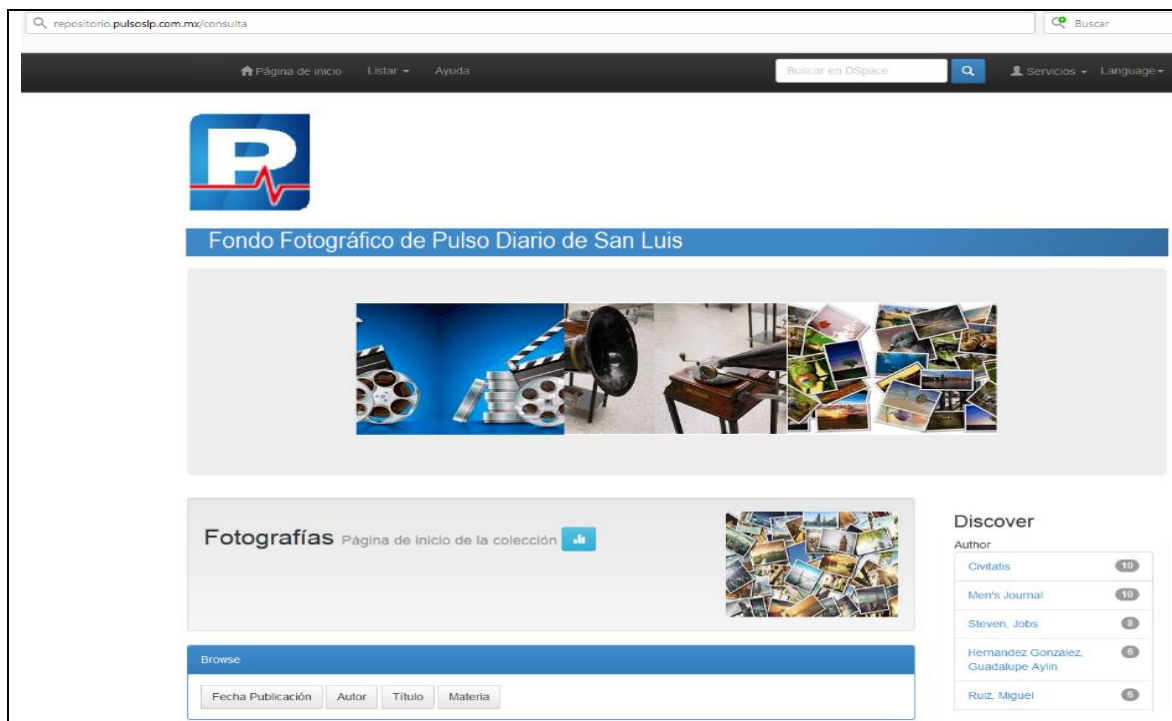 repositorio.pulsoslp.com.mx/consulta
Buscar
Página de inicio Listar Ayuda
Buscar en DSpace
Servicios Language
P
Fondo Fotográfico de Pulso Diario de San Luis
Fotografías Página de inicio de la colección
Discover
Author
Civitatis 10
Men's Journal 10
Steven, Jobs 8
Hernandez Gonzalez,
Guadalupe Aylin 6
Ruiz, Miguel 6
Browse
Fecha Publicación Autor Título Materia